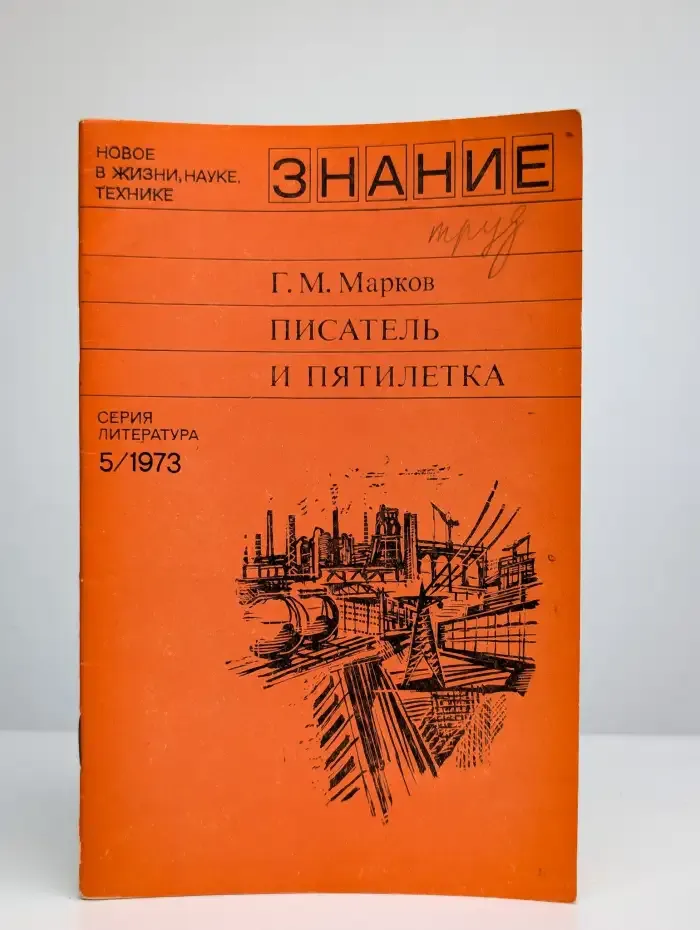 НОВОЕ
В ЖИЗНИ, НАУКЕ,
ТЕХНИКЕ
ЗНАНИЕ
труд
Г. М. Марков
ПИСАТЕЛЬ
И ПЯТИЛЕТКА
СЕРИЯ
ЛИТЕРАТУРА
5/1973